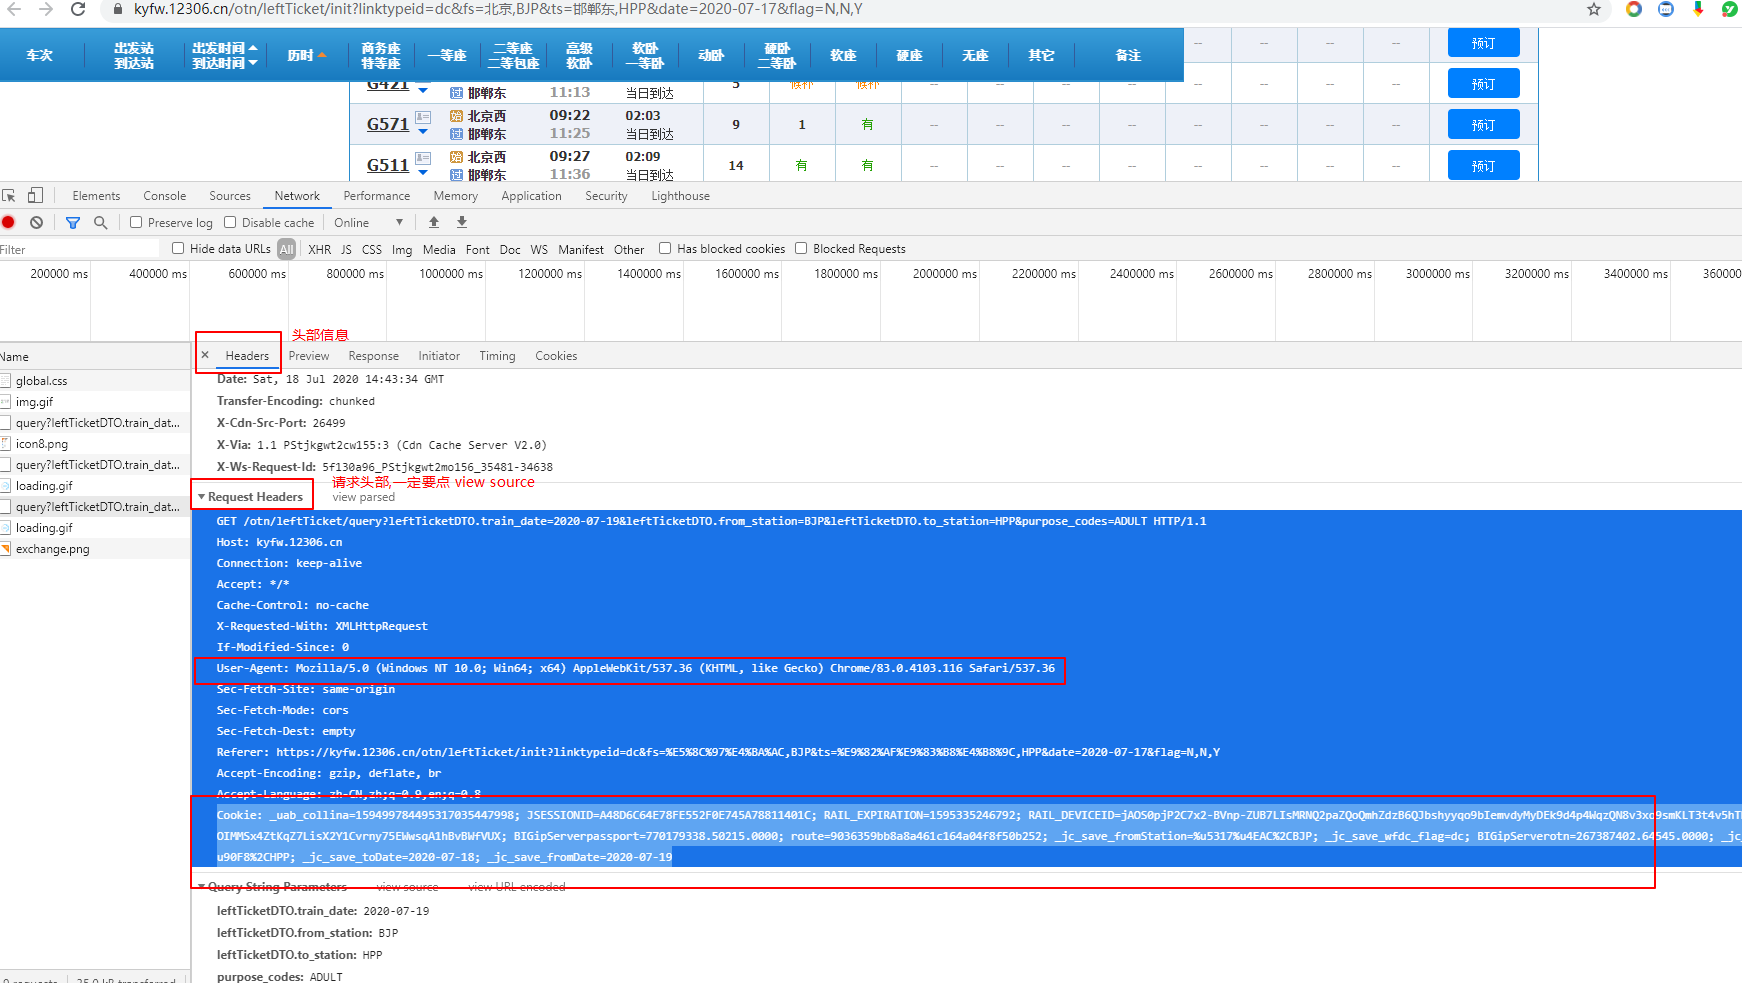 kyfw.12306.cn/otn/leftTicket/init?linktypeid=dc&fs=北京,BJP&ts=邯郸东,HPP&date=2020-07-17&flag=N,N,Y
车次 出发站 到达站 出发时间 到达时间 历时 商务座 特等座 一等座 二等座 二等包座 高级 软卧 软卧 一等卧 动卧 硬卧 二等卧 软座 硬座 无座 其它 备注
-- -- -- -- 预订
G421 过 邯郸东 11:13 当日到达 5 候补 候补 -- -- -- -- -- -- -- -- 预订
G571 始 北京西 09:22 02:03 9 1 有 -- -- -- -- -- -- -- -- 预订
过 邯郸东 11:25 当日到达
G511 始 北京西 09:27 02:09 14 有 有 -- -- -- -- -- -- -- -- 预订
过 邯郸东 11:36 当日到达
Elements Console Sources Network Performance Memory Application Security Lighthouse
Preserve log Disable cache Online
Filter Hide data URLs All XHR JS CSS Img Media Font Doc WS Manifest Other Has blocked cookies Blocked Requests
200000 ms 400000 ms 600000 ms 800000 ms 1000000 ms 1200000 ms 1400000 ms 1600000 ms 1800000 ms 2000000 ms 2200000 ms 2400000 ms 2600000 ms 2800000 ms 3000000 ms 3200000 ms 3400000 ms 360000
头部信息
Name
global.css
img.gif
query?leftTicketDTO.train_dat...
icon8.png
query?leftTicketDTO.train_dat...
loading.gif
query?leftTicketDTO.train_dat...
loading.gif
exchange.png
× Headers Preview Response Initiator Timing Cookies
Date: Sat, 18 Jul 2020 14:43:34 GMT
Transfer-Encoding: chunked
X-Cdn-Src-Port: 26499
X-Via: 1.1 PStjkgwt2cw155:3 (Cdn Cache Server V2.0)
X-Ws-Request-Id: 5f130a96_PStjkgwt2mo156_35481-34638
请求头部,一定要点 view source
Request Headers view parsed
GET /otn/leftTicket/query?leftTicketDTO.train_date=2020-07-19&leftTicketDTO.from_station=BJP&leftTicketDTO.to_station=HPP&purpose_codes=ADULT HTTP/1.1
Host: kyfw.12306.cn
Connection: keep-alive
Accept: */*
Cache-Control: no-cache
X-Requested-With: XMLHttpRequest
If-Modified-Since: 0
User-Agent: Mozilla/5.0 (Windows NT 10.0; Win64; x64) AppleWebKit/537.36 (KHTML, like Gecko) Chrome/83.0.4103.116 Safari/537.36
Sec-Fetch-Site: same-origin
Sec-Fetch-Mode: cors
Sec-Fetch-Dest: empty
Referer: https://kyfw.12306.cn/otn/leftTicket/init?linktypeid=dc&fs=%E5%8C%97%E4%BA%AC,BJP&ts=%E9%82%AF%E9%83%B8%E4%B8%9C,HPP&date=2020-07-17&flag=N,N,Y
Accept-Encoding: gzip, deflate, br
Accept-Language: zh-CN,zh;q=0.9,en;q=0.8
Cookie: _uab_collina=159499784495317035447998; JSESSIONID=A48D6C64E78FE552F0E745A78811401C; RAIL_EXPIRATION=1595335246792; RAIL_DEVICEID=jAOS0pjP2C7x2-BVnp-ZUB7LIsMRNQ2paZQoQmhZdzB6QJbshyyqo9bIemvdyMyDEk9d4p4WqzQN8v3xc9smKLT3t4v5hT
OIMMSx4ZtKqZ7LisX2Y1Cvrny75EWwsqA1hBvBWfVUX; BIGipServerpassport=770179338.50215.0000; route=9036359bb8a8a461c164a04f8f50b252; _jc_save_fromStation=%u5317%u4EAC%2CBJP; _jc_save_wfdc_flag=dc; BIGipServerotn=267387402.64545.0000; _jc
u90F8%2CHPP; _jc_save_toDate=2020-07-18; _jc_save_fromDate=2020-07-19
Query String Parameters view source view URL encoded
leftTicketDTO.train_date: 2020-07-19
leftTicketDTO.from_station: BJP
leftTicketDTO.to_station: HPP
purpose_codes: ADULT